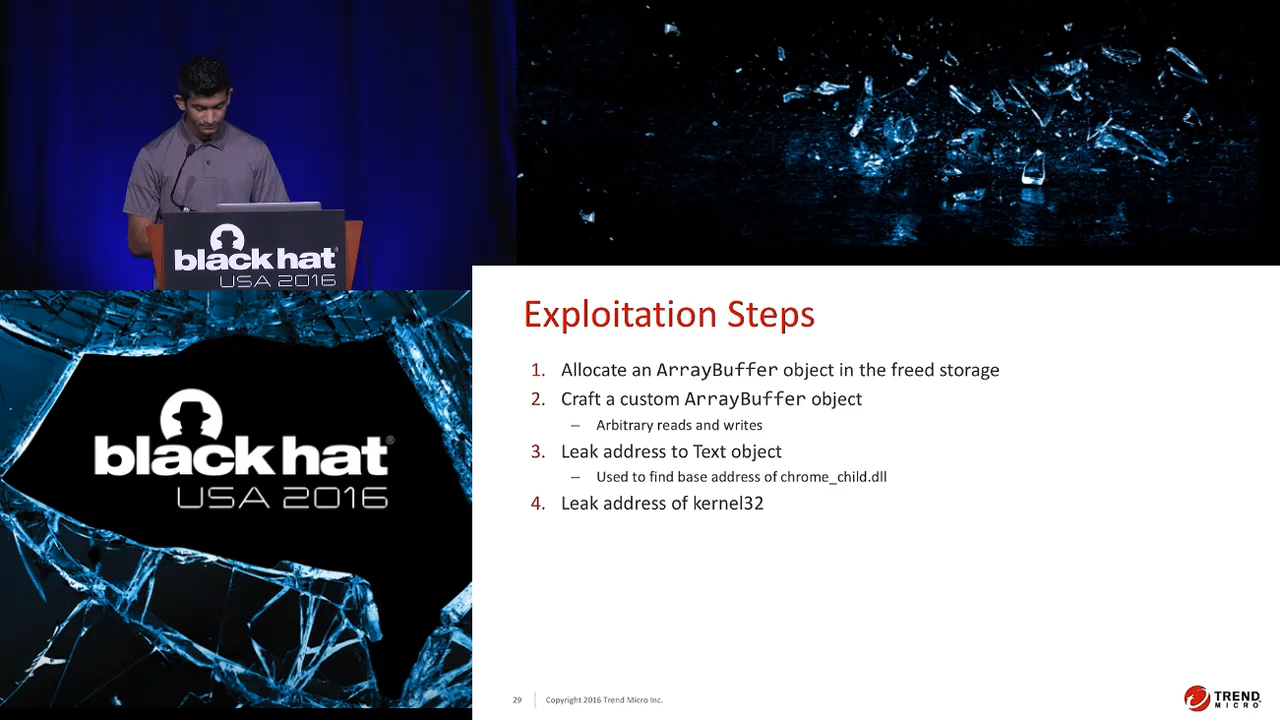 black hat®
USA 2016
black hat®
USA 2016
Exploitation Steps
1. Allocate an ArrayBuffer object in the freed storage
2. Craft a custom ArrayBuffer object
– Arbitrary reads and writes
3. Leak address to Text object
– Used to find base address of chrome_child.dll
4. Leak address of kernel32
29
Copyright 2016 Trend Micro Inc.
TREND
MICRO